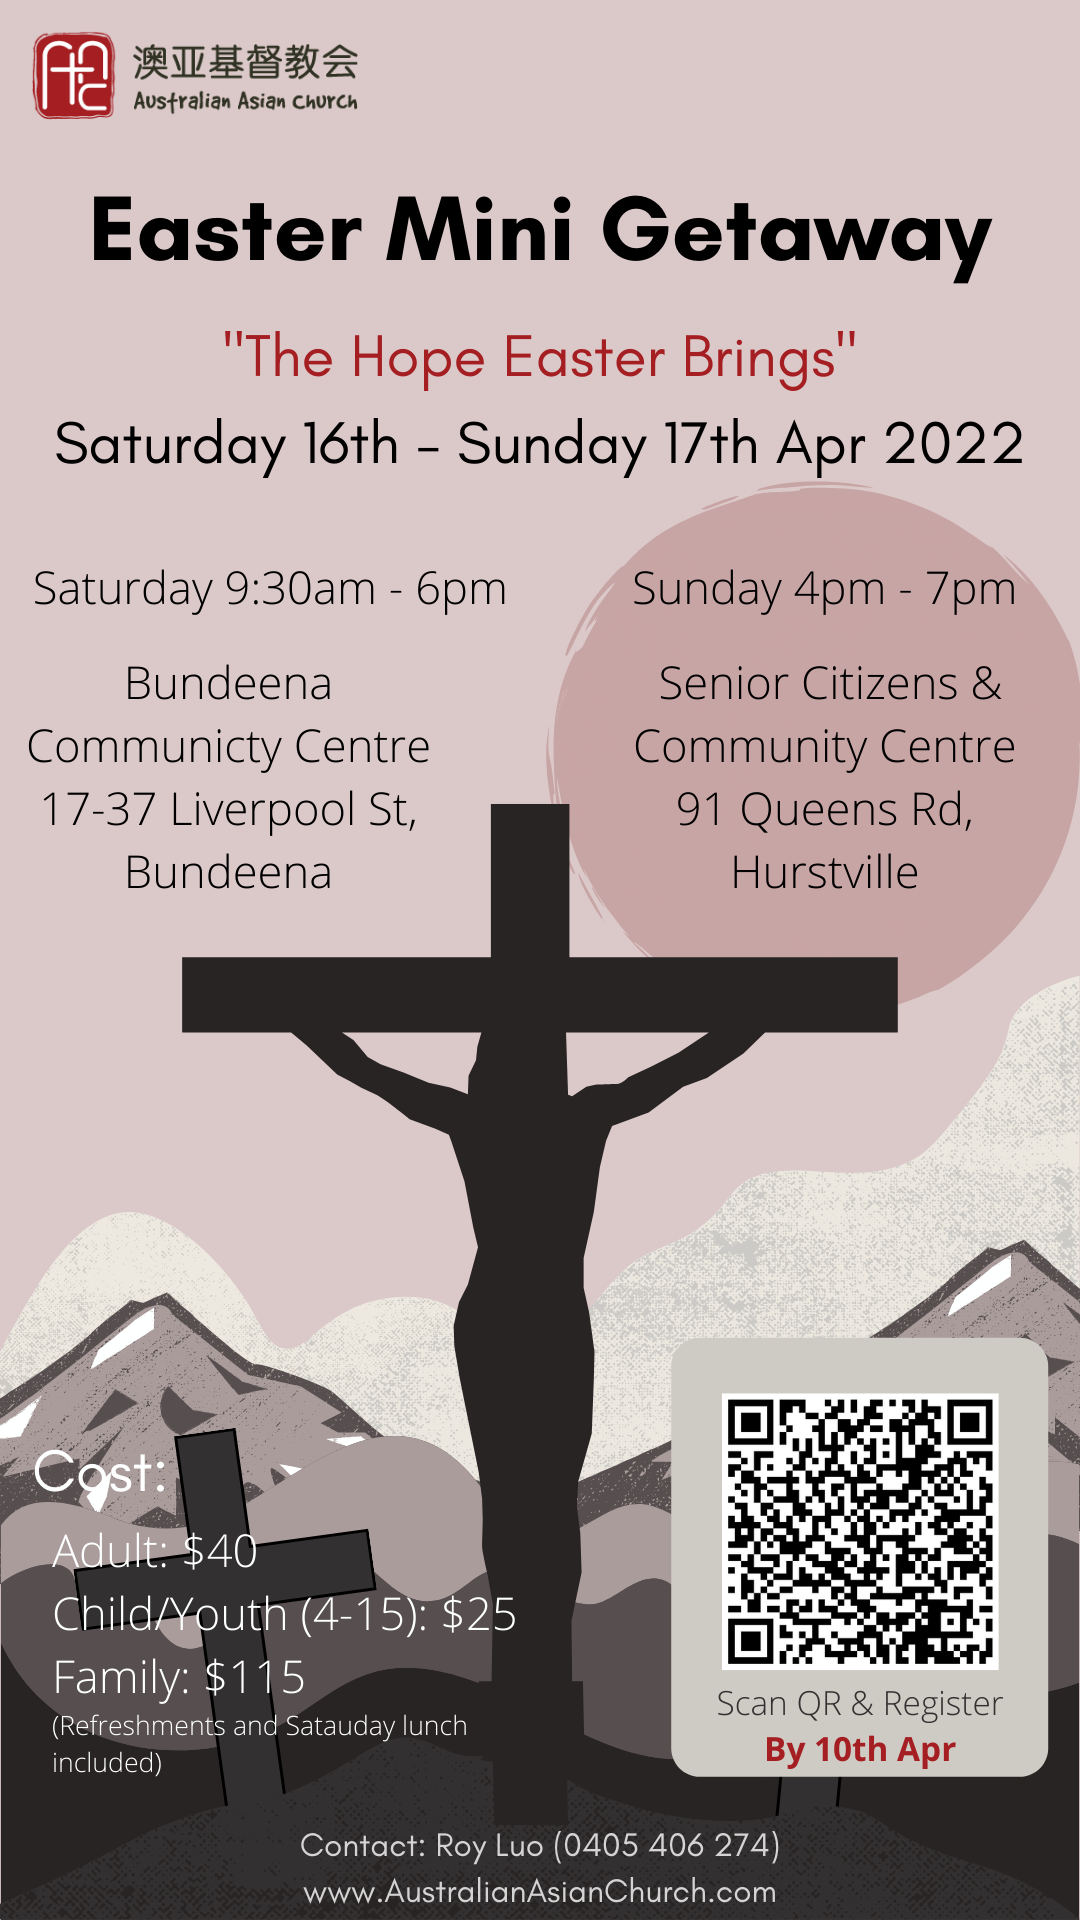 澳亚基督教会
Australian Asian Church
Easter Mini Getaway
"The Hope Easter Brings"
Saturday 16th - Sunday 17th Apr 2022
Saturday 9:30am - 6pm
Bundeena
Communicty Centre
17-37 Liverpool St,
Bundeena
Sunday 4pm - 7pm
Senior Citizens &
Community Centre
91 Queens Rd,
Hurstville
Cost:
Adult: $40
Child/Youth (4-15): $25
Family: $115
(Refreshments and Satauday lunch
included)
Scan QR & Register
By 10th Apr
Contact: Roy Luo (0405 406 274)
www.AustralianAsianChurch.com